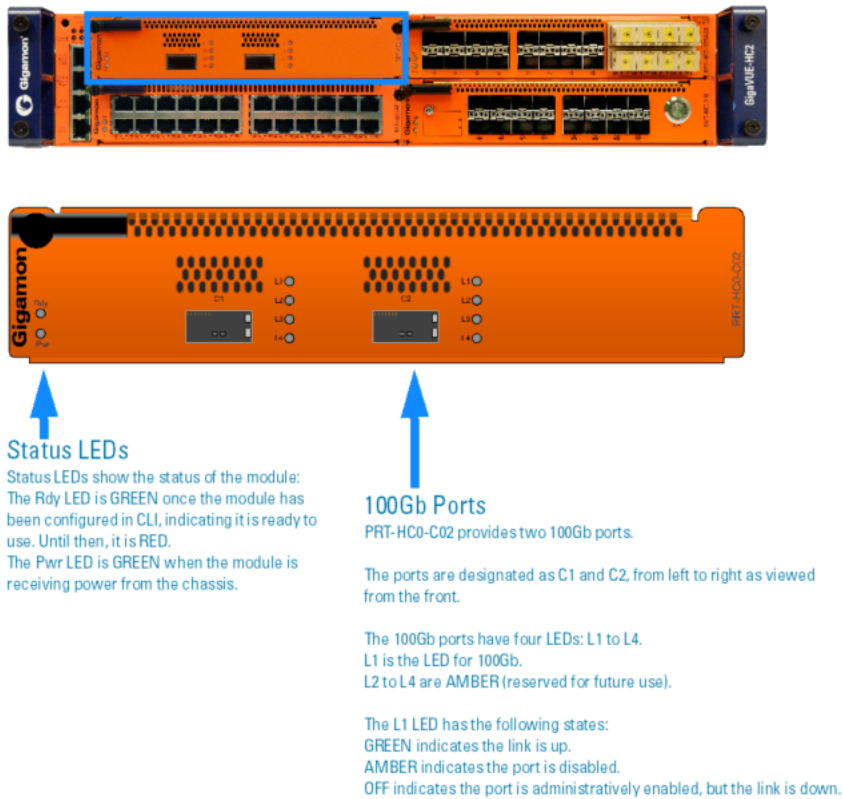 Gigamon
GigaVUE-HC2
Gigamon
Rdy
Pwr
C1
L1
L2
L3
L4
C2
L1
L2
L3
L4
PRT-HC0-C02
Status LEDs
Status LEDs show the status of the module:
The Rdy LED is GREEN once the module has
been configured in CLI, indicating it is ready to
use. Until then, it is RED.
The Pwr LED is GREEN when the module is
receiving power from the chassis.
100Gb Ports
PRT-HC0-C02 provides two 100Gb ports.
The ports are designated as C1 and C2, from left to right as viewed
from the front.
The 100Gb ports have four LEDs: L1 to L4.
L1 is the LED for 100Gb.
L2 to L4 are AMBER (reserved for future use).
The L1 LED has the following states:
GREEN indicates the link is up.
AMBER indicates the port is disabled.
OFF indicates the port is administratively enabled, but the link is down.